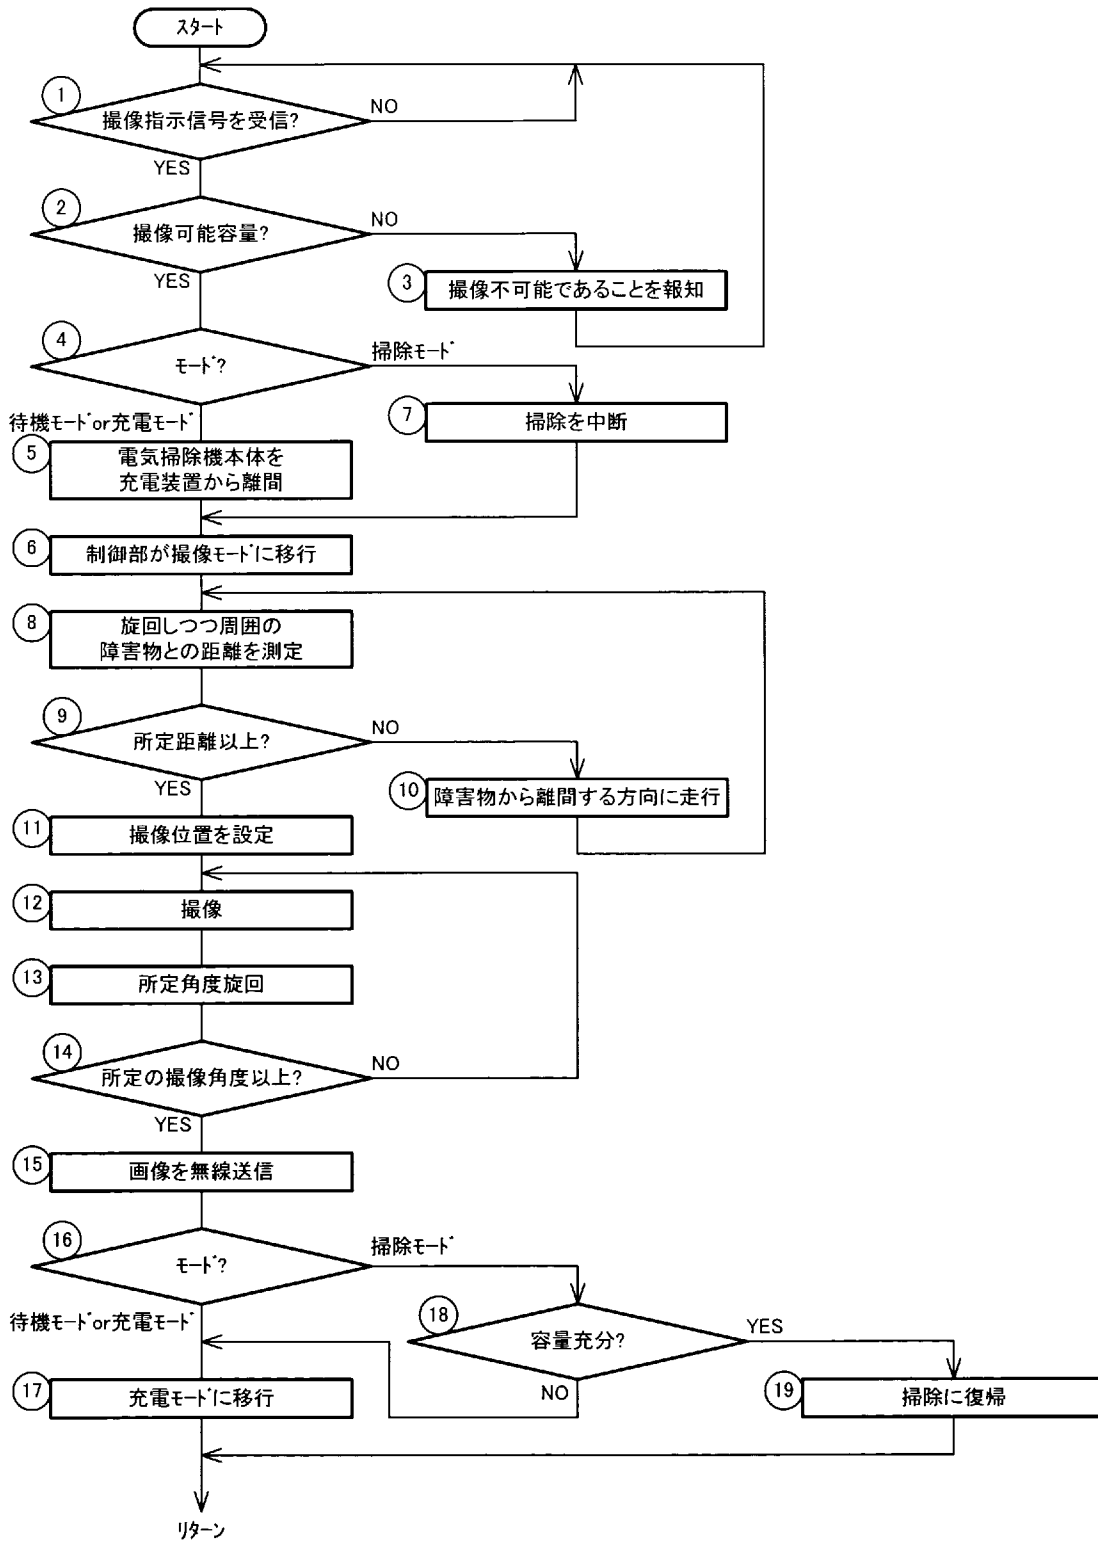 スタート
1
撮像指示信号を受信?
NO
YES
2
撮像可能容量?
NO
YES
3
撮像不可能であることを報知
4
モード?
掃除モード
待機モードor充電モード
7
掃除を中断
5
電気掃除機本体を
充電装置から離間
6
制御部が撮像モードに移行
8
旋回しつつ周囲の
障害物との距離を測定
9
所定距離以上?
NO
YES
10
障害物から離間する方向に走行
11
撮像位置を設定
12
撮像
13
所定角度旋回
14
所定の撮像角度以上?
NO
YES
15
画像を無線送信
16
モード?
掃除モード
待機モードor充電モード
18
容量充分?
YES
NO
17
充電モードに移行
19
掃除に復帰
リターン